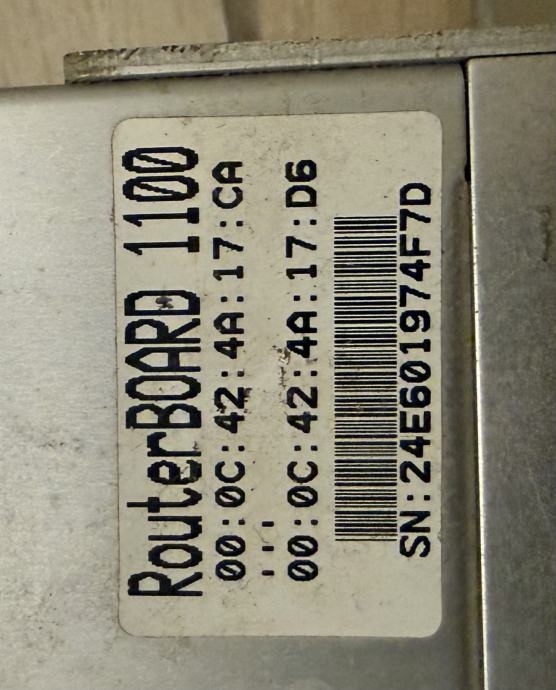 RouterBOARD 1100
00:0C:42:4A:17:CA
...
00:0C:42:4A:17:D6
SN:24E601974F7D